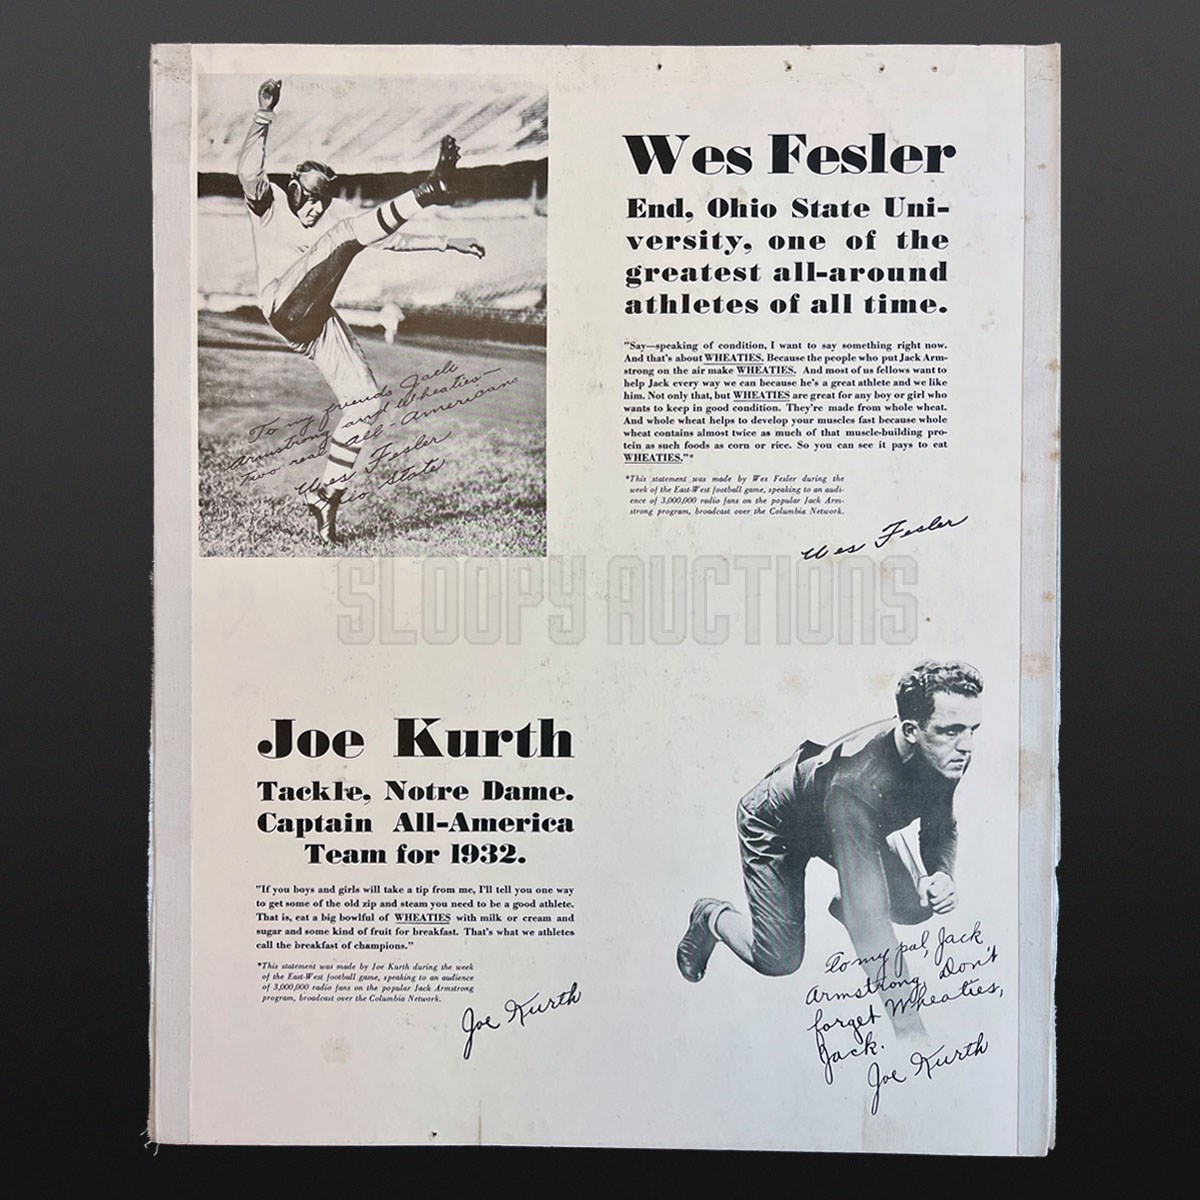 Wes Fesler
End, Ohio State Uni-
versity, one of the
greatest all-around
athletes of all time.
"Say—speaking of condition, I want to say something right now.
And that's about WHEATIES. Because the people who put Jack Arm-
strong on the air make WHEATIES. And most of us fellows want to
help Jack every way we can because he's a great athlete and we like
him. Not only that, but WHEATIES are great for any boy or girl who
wants to keep in good condition. They're made from whole wheat.
And whole wheat helps to develop your muscles fast because whole
wheat contains almost twice as much of that muscle-building pro-
tein as such foods as corn or rice. So you can see it pays to eat
WHEATIES."*
*This statement was made by Wes Fesler during the
week of the East-West football game, speaking to an audi-
ence of 3,000,000 radio fans on the popular Jack Arm-
strong program, broadcast over the Columbia Network.
Wes Fesler
To my friends Jack
Armstrong and Wheaties—
two real All-Americans
Wes Fesler
Ohio State
SLOOPY AUCTIONS
Joe Kurth
Tackle, Notre Dame.
Captain All-America
Team for 1932.
"If you boys and girls will take a tip from me, I'll tell you one way
to get some of the old zip and steam you need to be a good athlete.
That is, eat a big bowlful of WHEATIES with milk or cream and
sugar and some kind of fruit for breakfast. That's what we athletes
call the breakfast of champions."
*This statement was made by Joe Kurth during the week
of the East-West football game, speaking to an audience
of 3,000,000 radio fans on the popular Jack Armstrong
program, broadcast over the Columbia Network.
Joe Kurth
To my pal, Jack
Armstrong, Don't
forget Wheaties,
Jack.
Joe Kurth